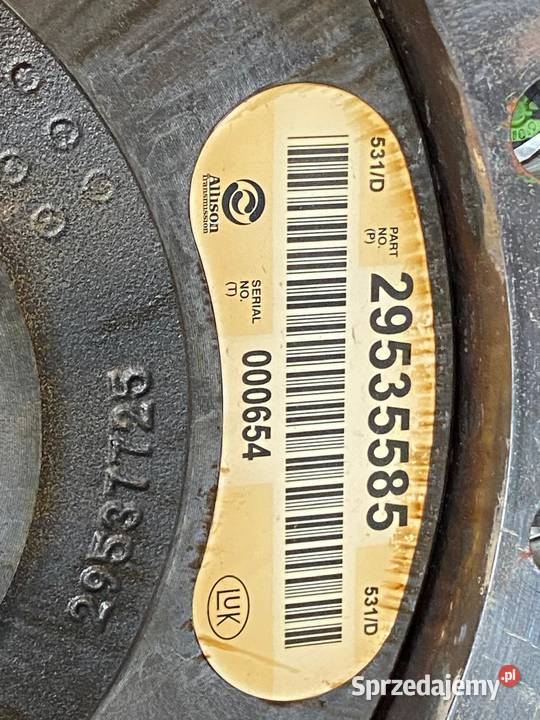 531/D
Allison
Transmission
PART
NO.
(P)
29535585
SERIAL
NO.
(T)
000654
531/D
LUK
29537725
Sprzedajemy.pl